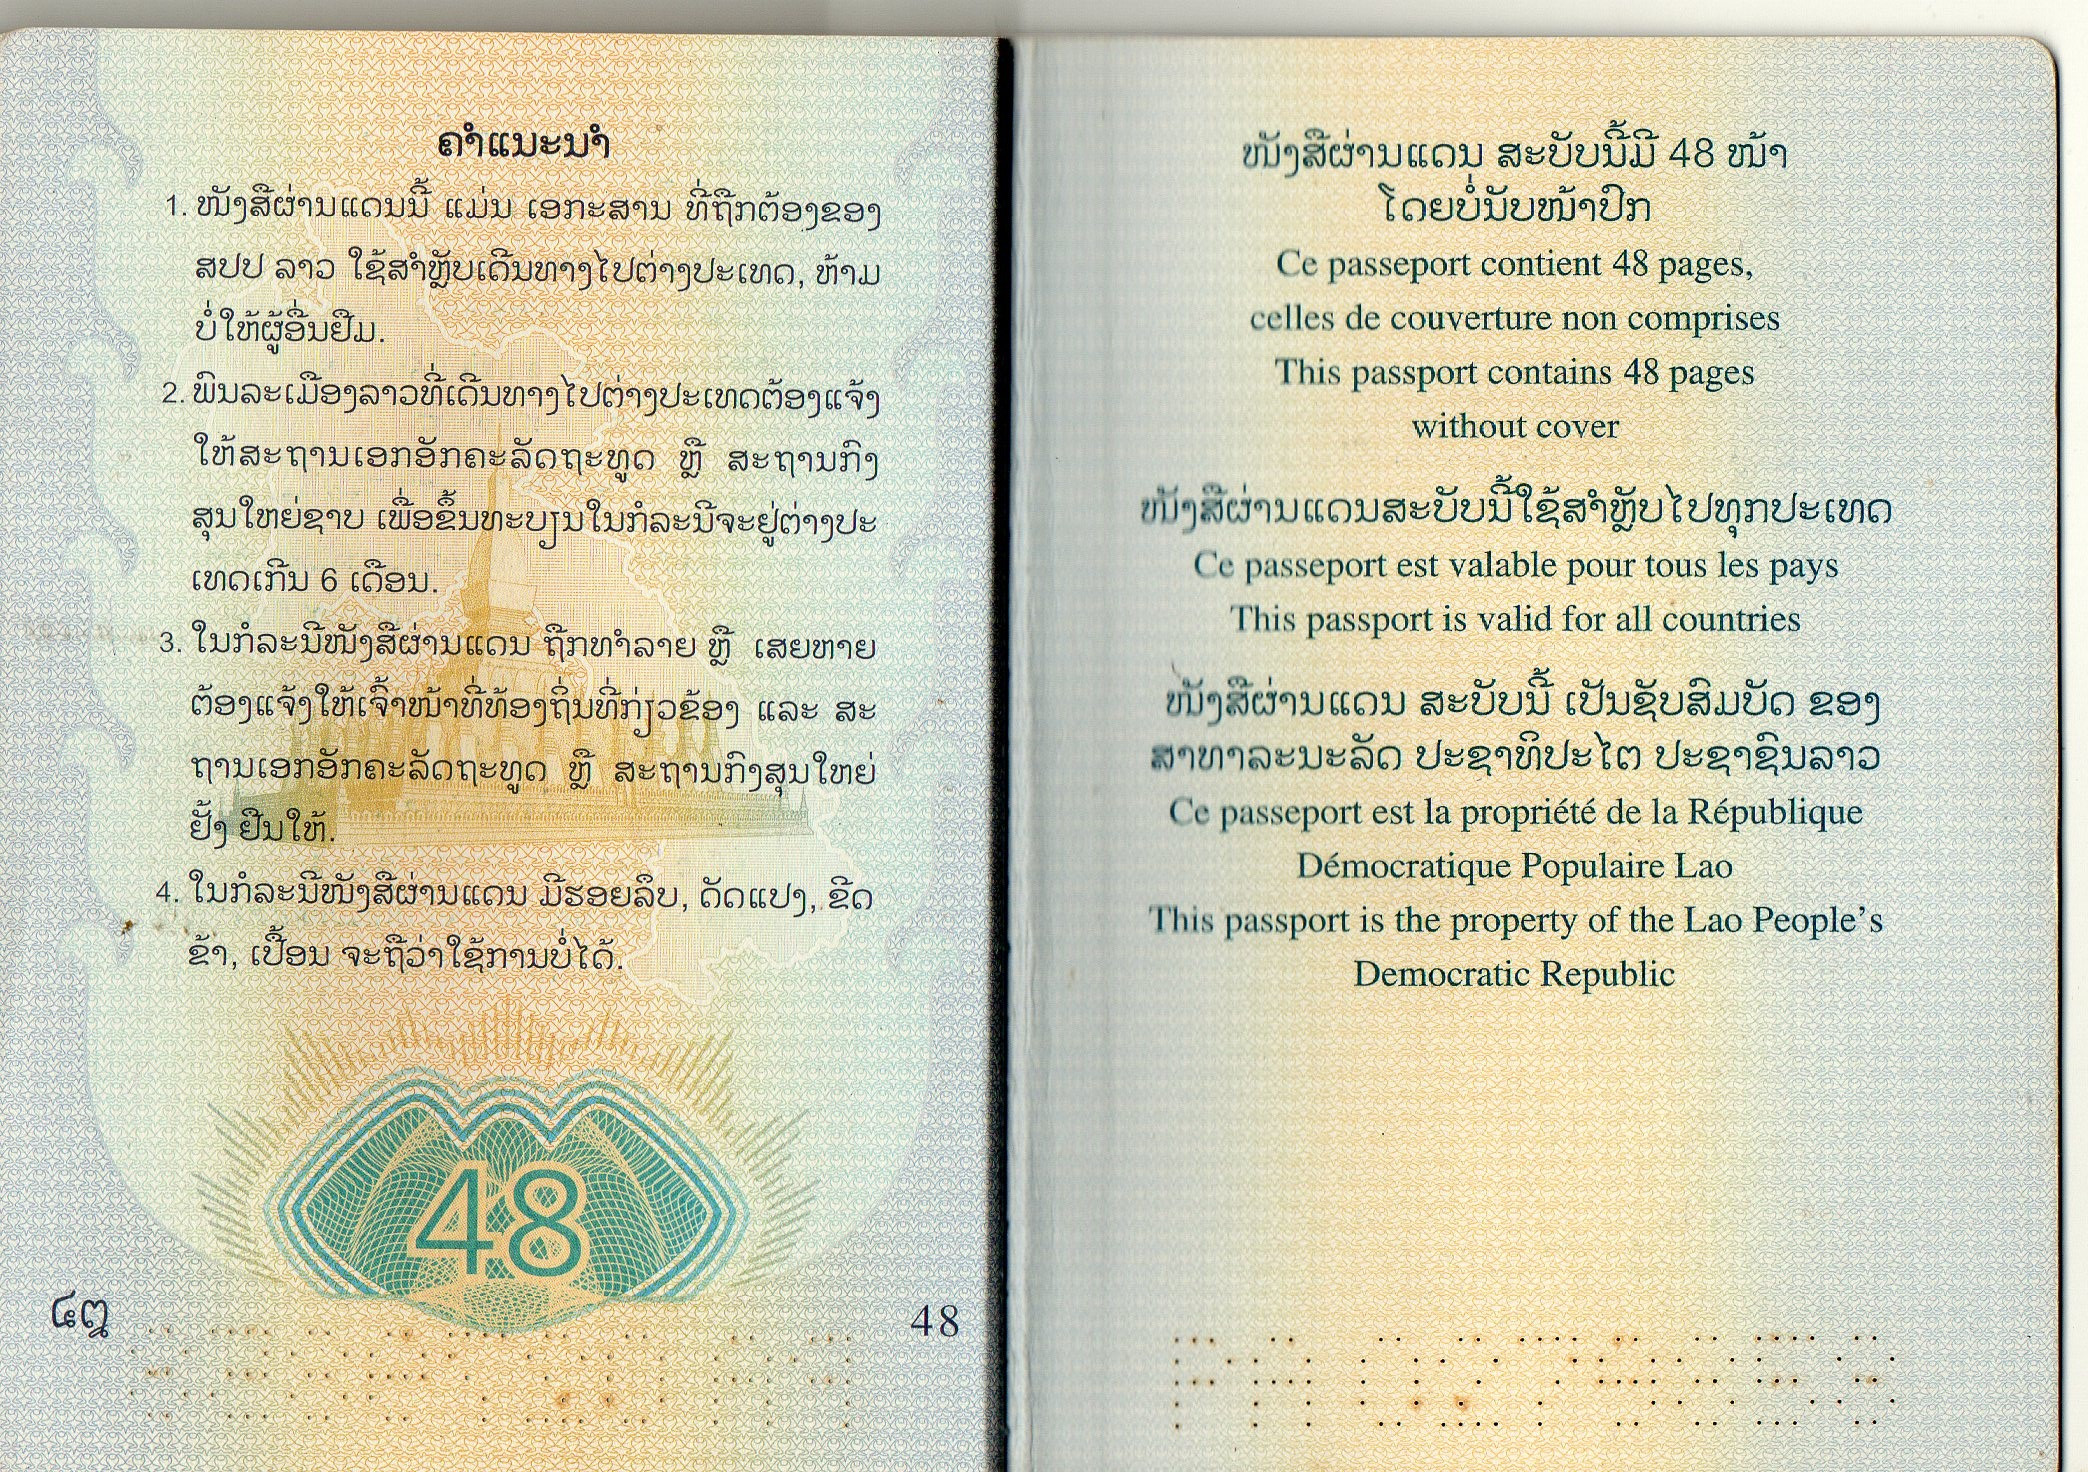 ຄຳແນະນຳ
1. ໜັງສືຜ່ານແດນນີ້ ແມ່ນ ເອກະສານ ທີ່ຖືກຕ້ອງຂອງ
ສປປ ລາວ ໃຊ້ສຳຫຼັບເດີນທາງໄປຕ່າງປະເທດ, ຫ້າມ
ບໍ່ໃຫ້ຜູ້ອື່ນຢືມ.
2. ພົນລະເມືອງລາວທີ່ເດີນທາງໄປຕ່າງປະເທດຕ້ອງແຈ້ງ
ໃຫ້ສະຖານເອກອັກຄະລັດຖະທູດ ຫຼື ສະຖານກົງ
ສຸນໃຫຍ່ຊາບ ເພື່ອຂຶ້ນທະບຽນໃນກໍລະນີຈະຢູ່ຕ່າງປະ
ເທດເກີນ 6 ເດືອນ.
3. ໃນກໍລະນີໜັງສືຜ່ານແດນ ຖືກທຳລາຍ ຫຼື ເສຍຫາຍ
ຕ້ອງແຈ້ງໃຫ້ເຈົ້າໜ້າທີ່ທ້ອງຖິ່ນທີ່ກ່ຽວຂ້ອງ ແລະ ສະ
ຖານເອກອັກຄະລັດຖະທູດ ຫຼື ສະຖານກົງສຸນໃຫຍ່
ຢັ້ງ ຢືນໃຫ້.
4. ໃນກໍລະນີໜັງສືຜ່ານແດນ ມີຮອຍລຶບ, ດັດແປງ, ຂີດ
ຂ້າ, ເປື້ອນ ຈະຖືວ່າໃຊ້ການບໍ່ໄດ້.
48
໔໘ 48
ໜັງສືຜ່ານແດນ ສະບັບນີ້ມີ 48 ໜ້າ
ໂດຍບໍ່ນັບໜ້າປົກ
Ce passeport contient 48 pages,
celles de couverture non comprises
This passport contains 48 pages
without cover
ໜັງສືຜ່ານແດນສະບັບນີ້ໃຊ້ສຳຫຼັບໄປທຸກປະເທດ
Ce passeport est valable pour tous les pays
This passport is valid for all countries
ໜັງສືຜ່ານແດນ ສະບັບນີ້ ເປັນຊັບສົມບັດ ຂອງ
ສາທາລະນະລັດ ປະຊາທິປະໄຕ ປະຊາຊົນລາວ
Ce passeport est la propriété de la République
Démocratique Populaire Lao
This passport is the property of the Lao People's
Democratic Republic